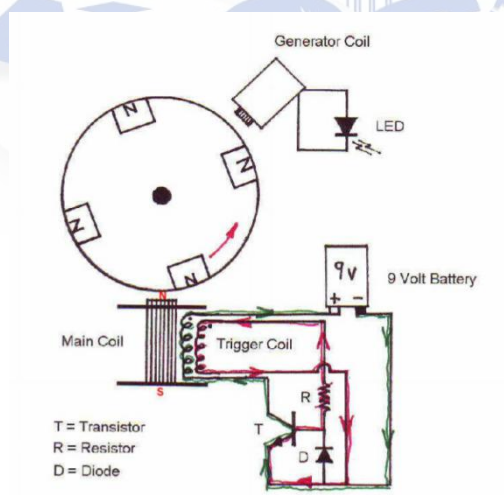 Generator Coil
LED
N
N
N
N
N
9v
+ -
9 Volt Battery
Main Coil
Trigger Coil
S
R
T
D
T = Transistor
R = Resistor
D = Diode